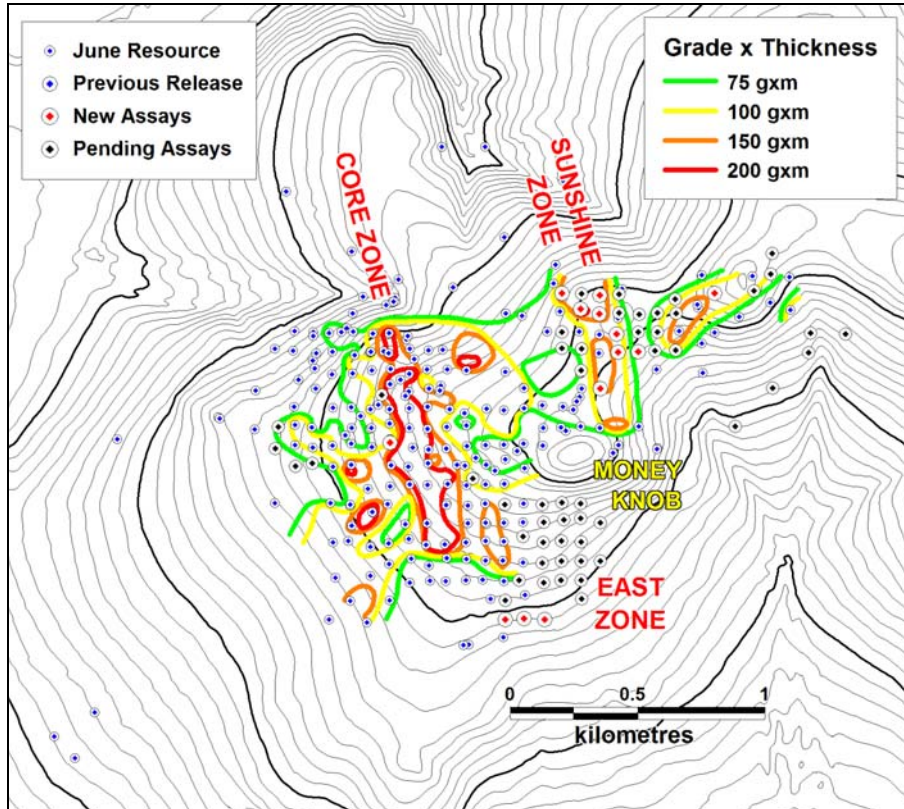 June Resource
Previous Release
New Assays
Pending Assays
Grade x Thickness
75 gxm
100 gxm
150 gxm
200 gxm
CORE ZONE
SUNSHINE
ZONE
MONEY
KNOB
EAST
ZONE
0 0.5 1
kilometres